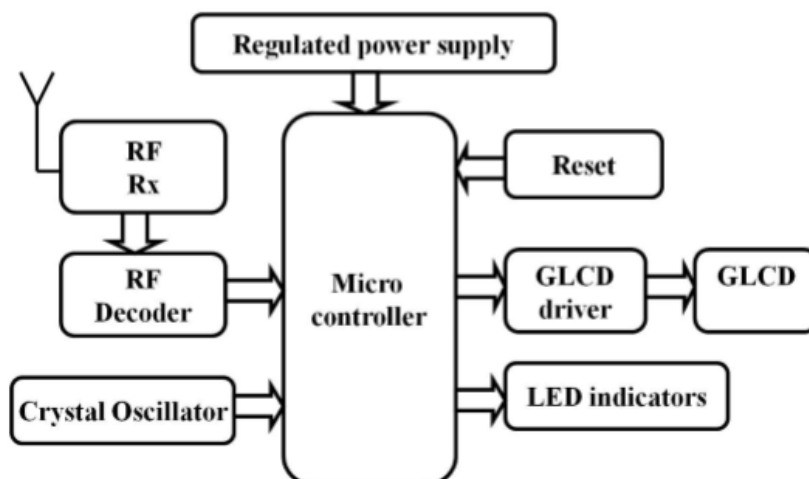 Regulated power supply
RF
Rx
Reset
RF
Decoder
Micro
controller
GLCD
driver
GLCD
Crystal Oscillator
LED indicators